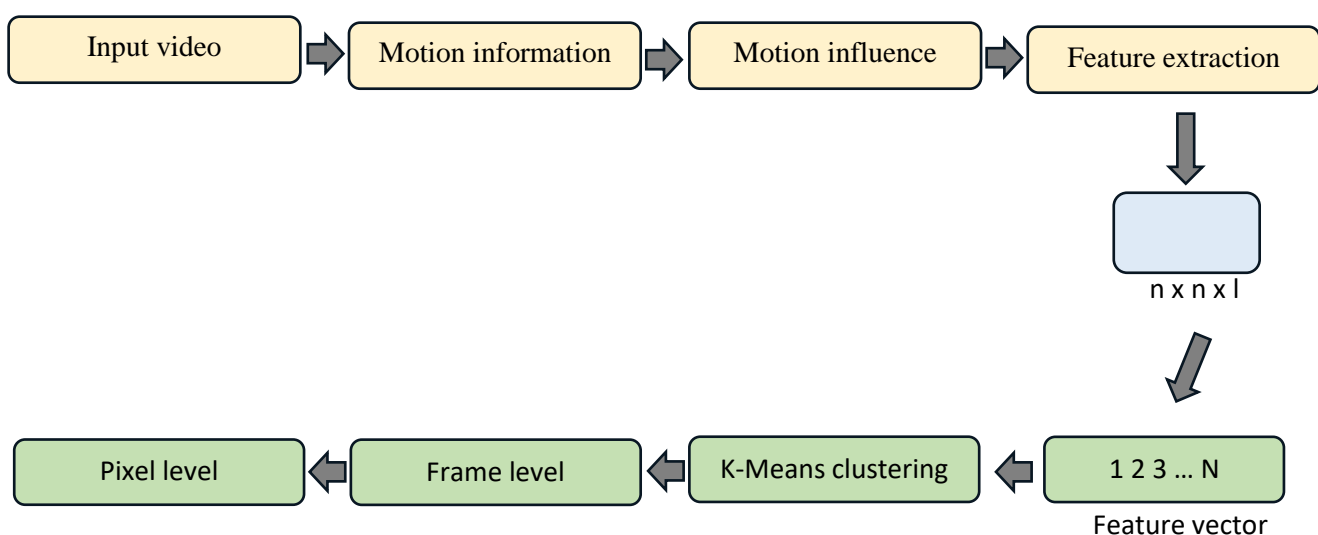 Input video
Motion information
Motion influence
Feature extraction
n x n x l
Pixel level
Frame level
K-Means clustering
1 2 3 ... N
Feature vector